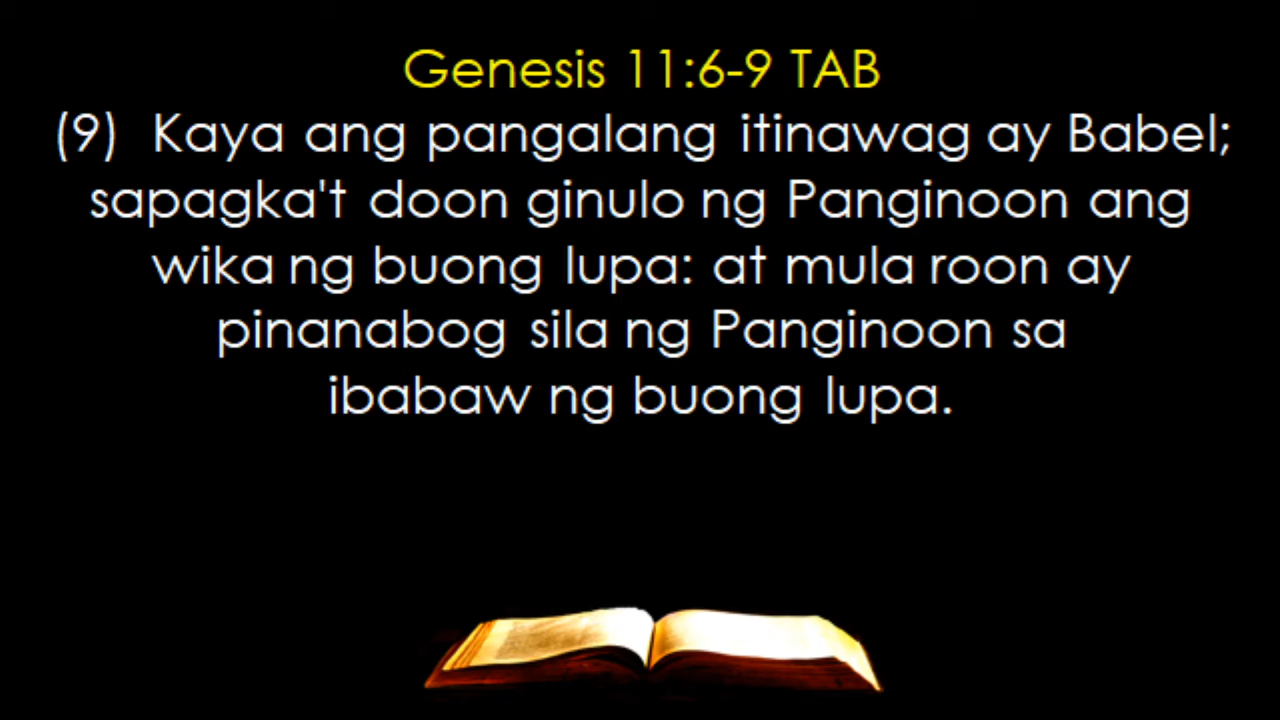 Genesis 11:6-9 TAB
(9) Kaya ang pangalang itinawag ay Babel;
sapagka't doon ginulo ng Panginoon ang
wika ng buong lupa: at mula roon ay
pinanabog sila ng Panginoon sa
ibabaw ng buong lupa.